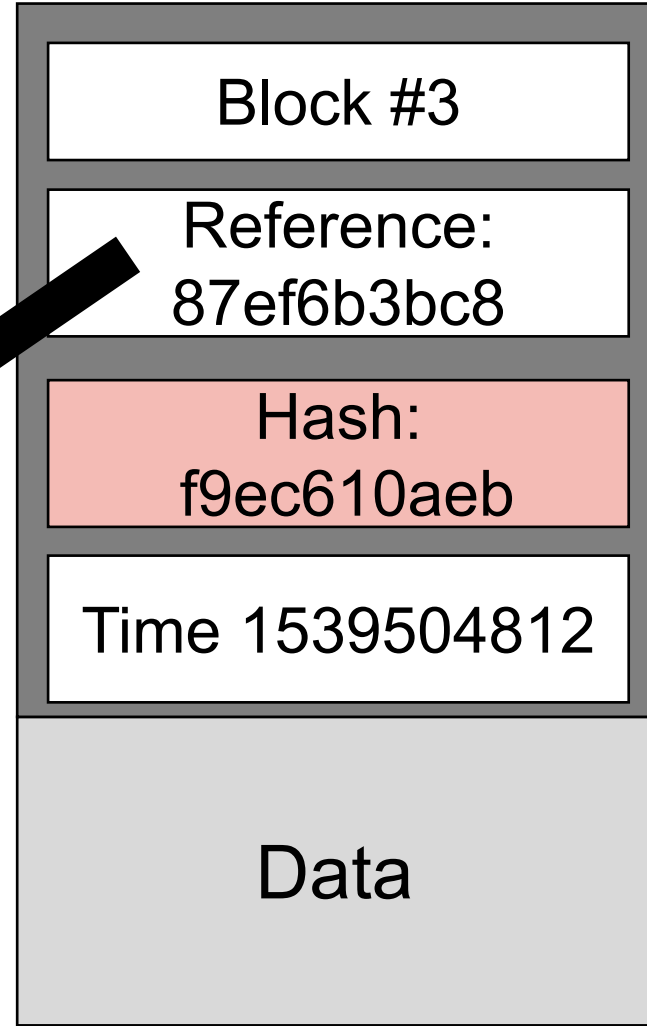 Block #3
Reference:
87ef6b3bc8
Hash:
f9ec610aeb
Time 1539504812
Data